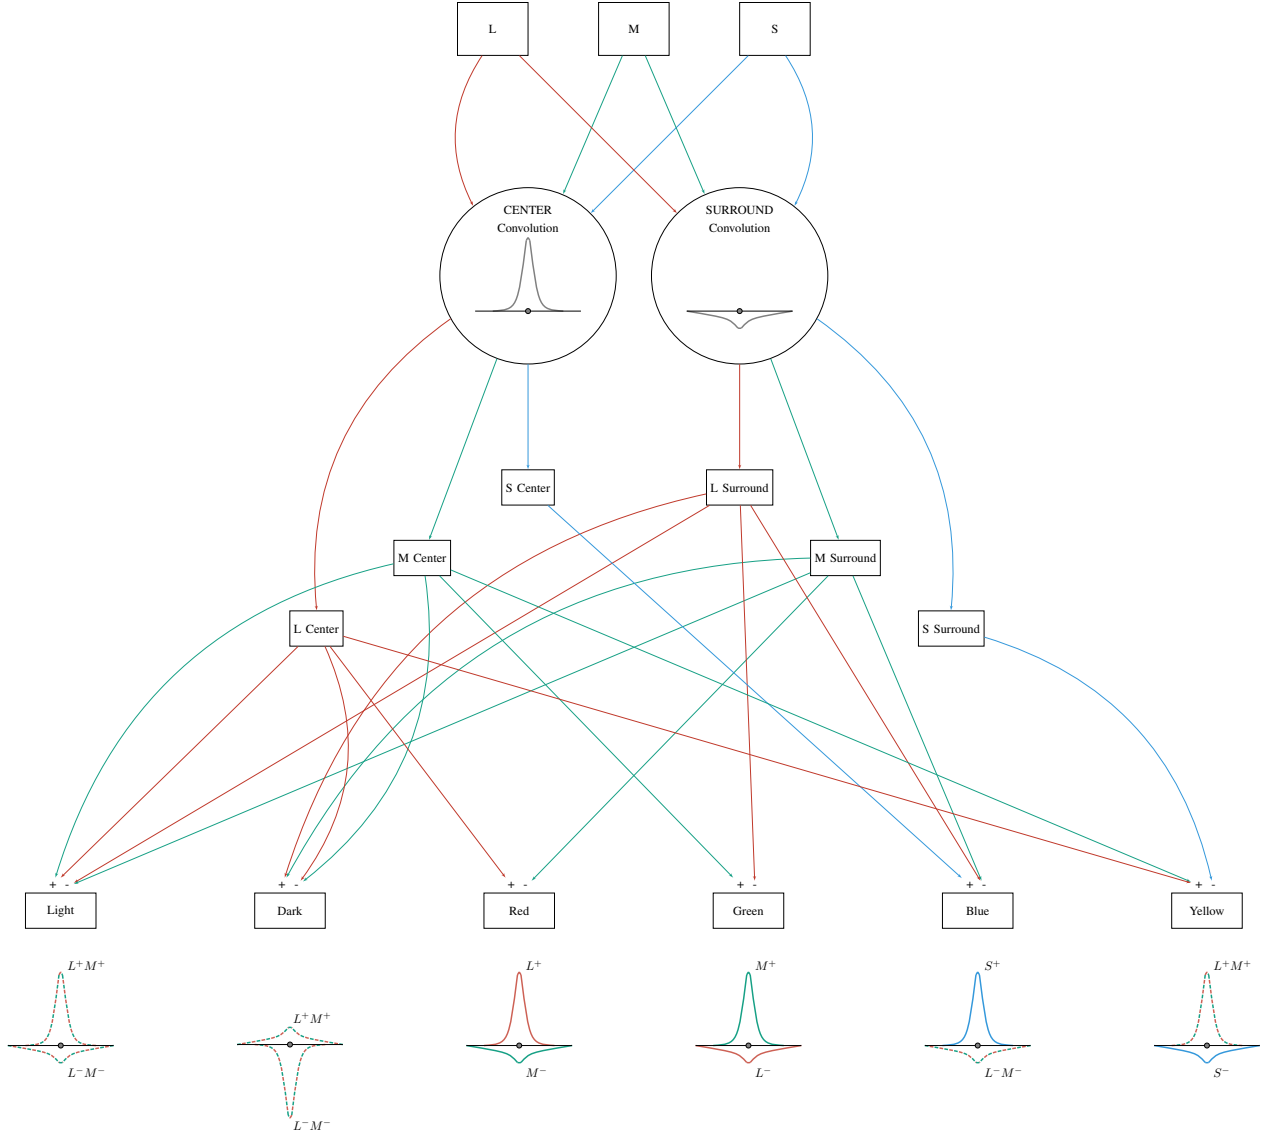 L M S
CENTER SURROUND
Convolution Convolution
S Center L Surround
M Center M Surround
L Center S Surround
+ - + - + - + - + - + -
Light Dark Red Green Blue Yellow
L⁺M⁺ L⁺ M⁺ S⁺ L⁺M⁺
L⁺M⁺
L⁻M⁻ M⁻ L⁻ L⁻M⁻ S⁻
L⁻M⁻